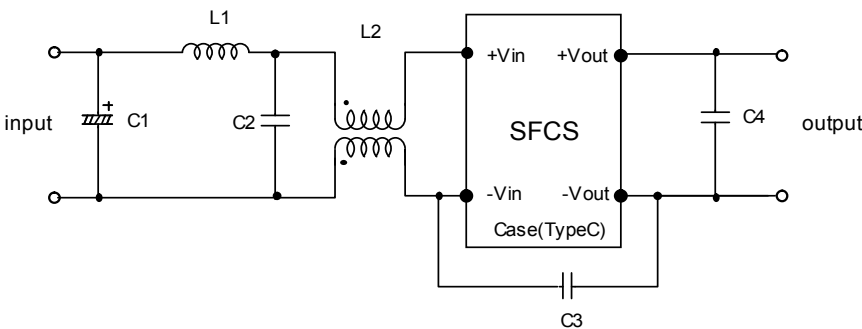 L1
L2
+Vin
+Vout
input
+
C1
C2
SFCS
C4
output
-Vin
-Vout
Case(TypeC)
C3